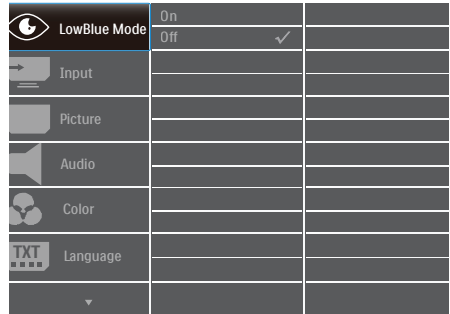 LowBlue Mode
On
Off
Input
Picture
Audio
Color
TXT
Language